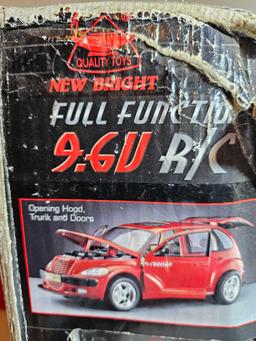 QUALITY TOYS
NEW BRIGHT
FULL FUNCTIO
9.6V R/C
Opening Hood,
Trunk and Doors